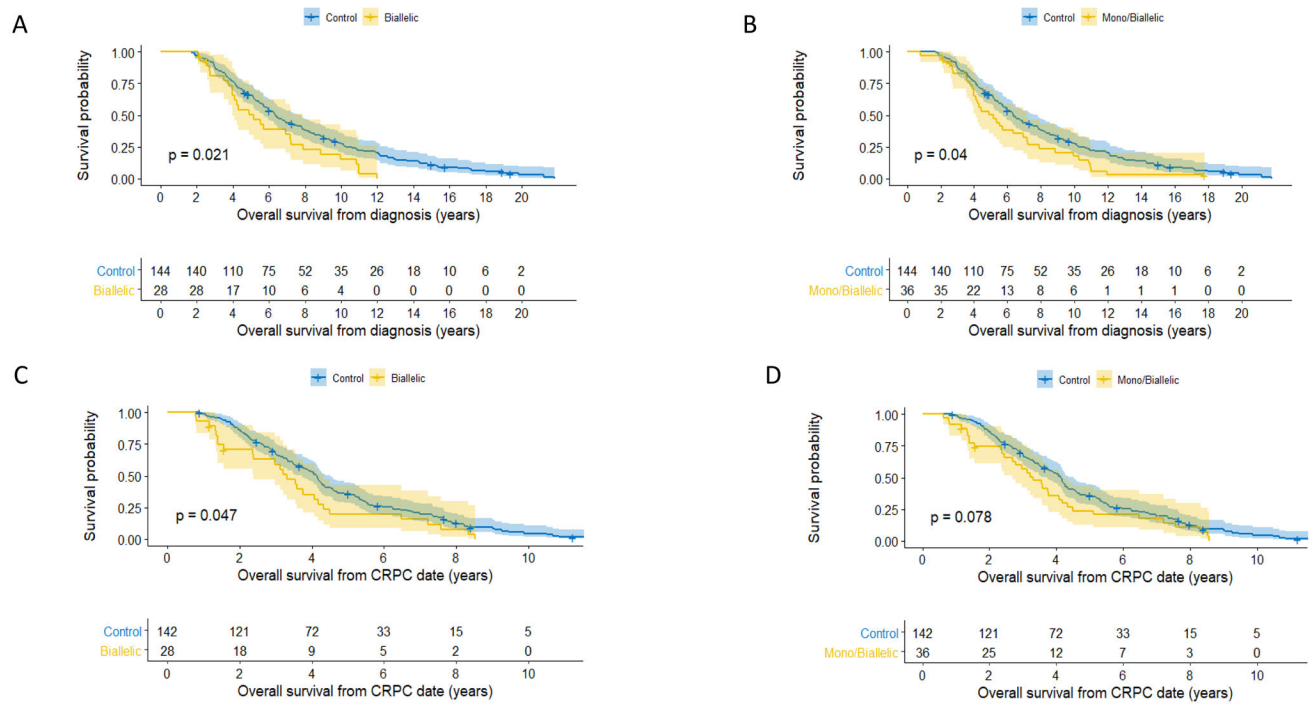 A
Control Biallelic
Survival probability
1.00
0.75
0.50
0.25
0.00
p = 0.021
0 2 4 6 8 10 12 14 16 18 20
Overall survival from diagnosis (years)
Control 144 140 110 75 52 35 26 18 10 6 2
Biallelic 28 28 17 10 6 4 0 0 0 0 0
0 2 4 6 8 10 12 14 16 18 20
Overall survival from diagnosis (years)
B
Control Mono/Biallelic
Survival probability
1.00
0.75
0.50
0.25
0.00
p = 0.04
0 2 4 6 8 10 12 14 16 18 20
Overall survival from diagnosis (years)
Control 144 140 110 75 52 35 26 18 10 6 2
Mono/Biallelic 36 35 22 13 8 6 1 1 1 0 0
0 2 4 6 8 10 12 14 16 18 20
Overall survival from diagnosis (years)
C
Control Biallelic
Survival probability
1.00
0.75
0.50
0.25
0.00
p = 0.047
0 2 4 6 8 10
Overall survival from CRPC date (years)
Control 142 121 72 33 15 5
Biallelic 28 18 9 5 2 0
0 2 4 6 8 10
Overall survival from CRPC date (years)
D
Control Mono/Biallelic
Survival probability
1.00
0.75
0.50
0.25
0.00
p = 0.078
0 2 4 6 8 10
Overall survival from CRPC date (years)
Control 142 121 72 33 15 5
Mono/Biallelic 36 25 12 7 3 0
0 2 4 6 8 10
Overall survival from CRPC date (years)